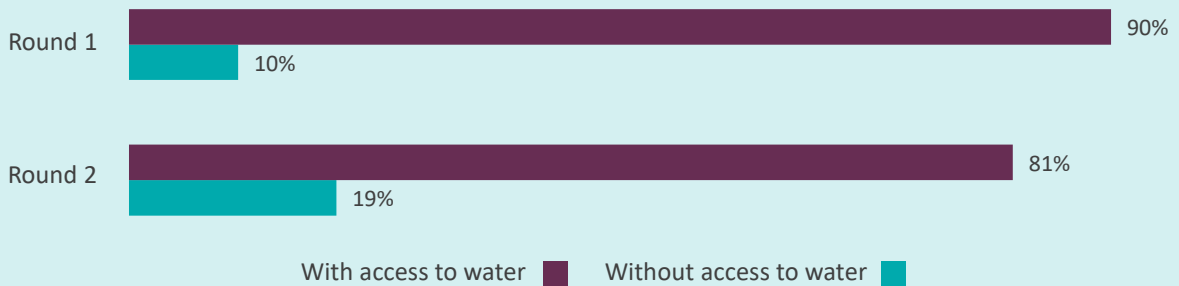 Round 1
90%
10%
Round 2
81%
19%
With access to water Without access to water